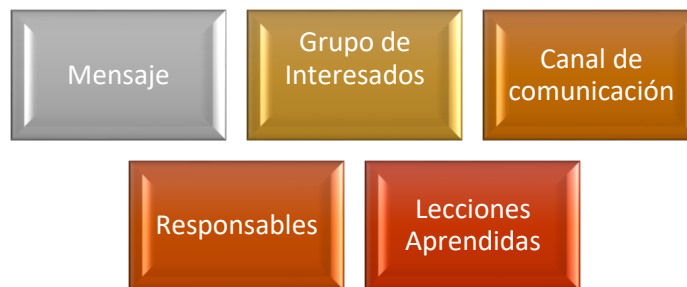 Mensaje
Grupo de
Interesados
Canal de
comunicación
Responsables
Lecciones
Aprendidas